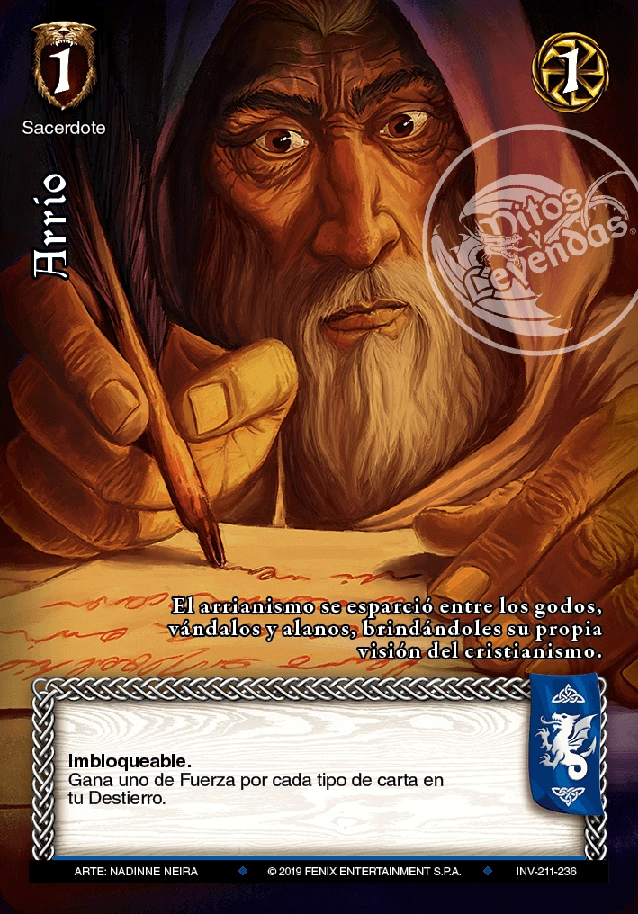 1
1
Sacerdote
Arrio
Mitos
y
Leyendas
®
El arrianismo se espareió entre los godos,
vándalos y alanos, brindándoles su propia
visión del cristianismo.
Imbloqueable.
Gana uno de Fuerza por cada tipo de carta en
tu Destierro.
ARTE: NADINNE NEIRA © 2019 FENIX ENTERTAINMENT S.P.A. INV-211-236